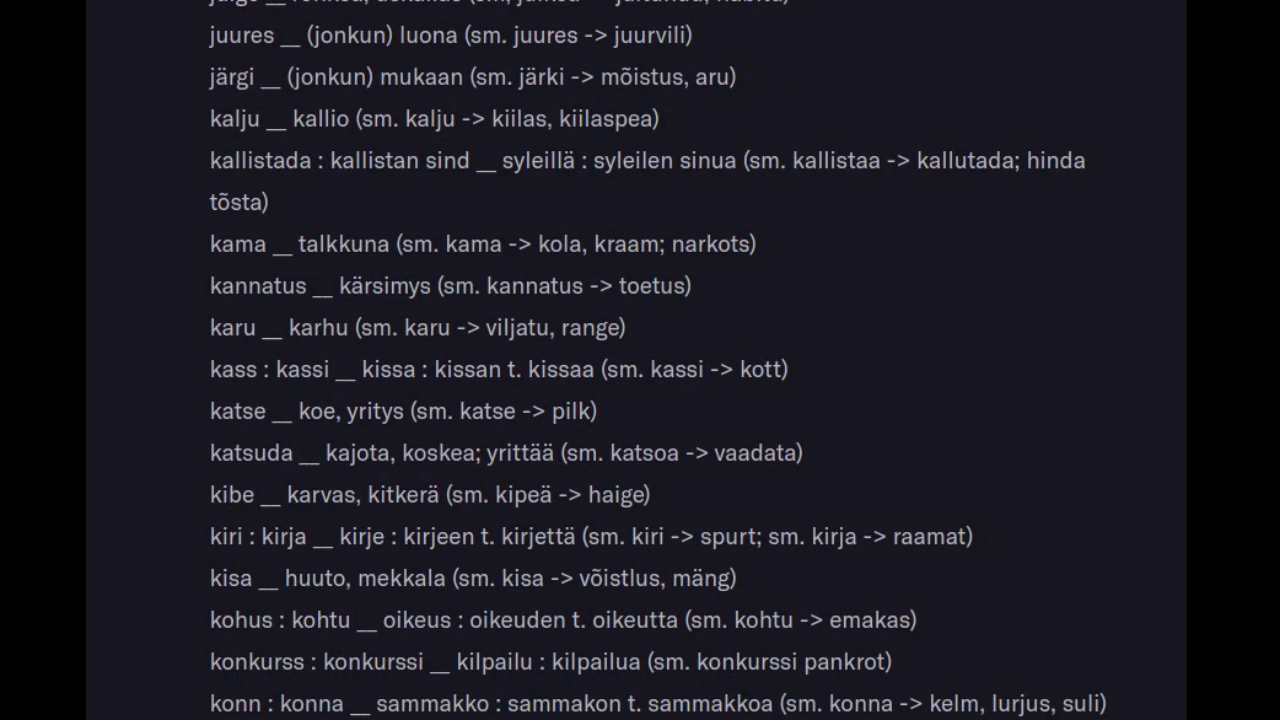 juures __ (jonkun) luona (sm. juures -> juurvili)
järgi __ (jonkun) mukaan (sm. järki -> mõistus, aru)
kalju __ kallio (sm. kalju -> kiilas, kiilaspea)
kallistada : kallistan sind __ syleillä : syleilen sinua (sm. kallistaa -> kallutada; hinda
tõsta)
kama __ talkkuna (sm. kama -> kola, kraam; narkots)
kannatus __ kärsimys (sm. kannatus -> toetus)
karu __ karhu (sm. karu -> viljatu, range)
kass : kassi __ kissa : kissan t. kissaa (sm. kassi -> kott)
katse __ koe, yritys (sm. katse -> pilk)
katsuda __ kajota, koskea; yrittää (sm. katsoa -> vaadata)
kibe __ karvas, kitkerä (sm. kipeä -> haige)
kiri : kirja __ kirje : kirjeen t. kirjettä (sm. kiri -> spurt; sm. kirja -> raamat)
kisa __ huuto, mekkala (sm. kisa -> võistlus, mäng)
kohus : kohtu __ oikeus : oikeuden t. oikeutta (sm. kohtu -> emakas)
konkurss : konkurssi __ kilpailu : kilpailua (sm. konkurssi pankrot)
konn : konna __ sammakko : sammakon t. sammakkoa (sm. konna -> kelm, lurjus, suli)